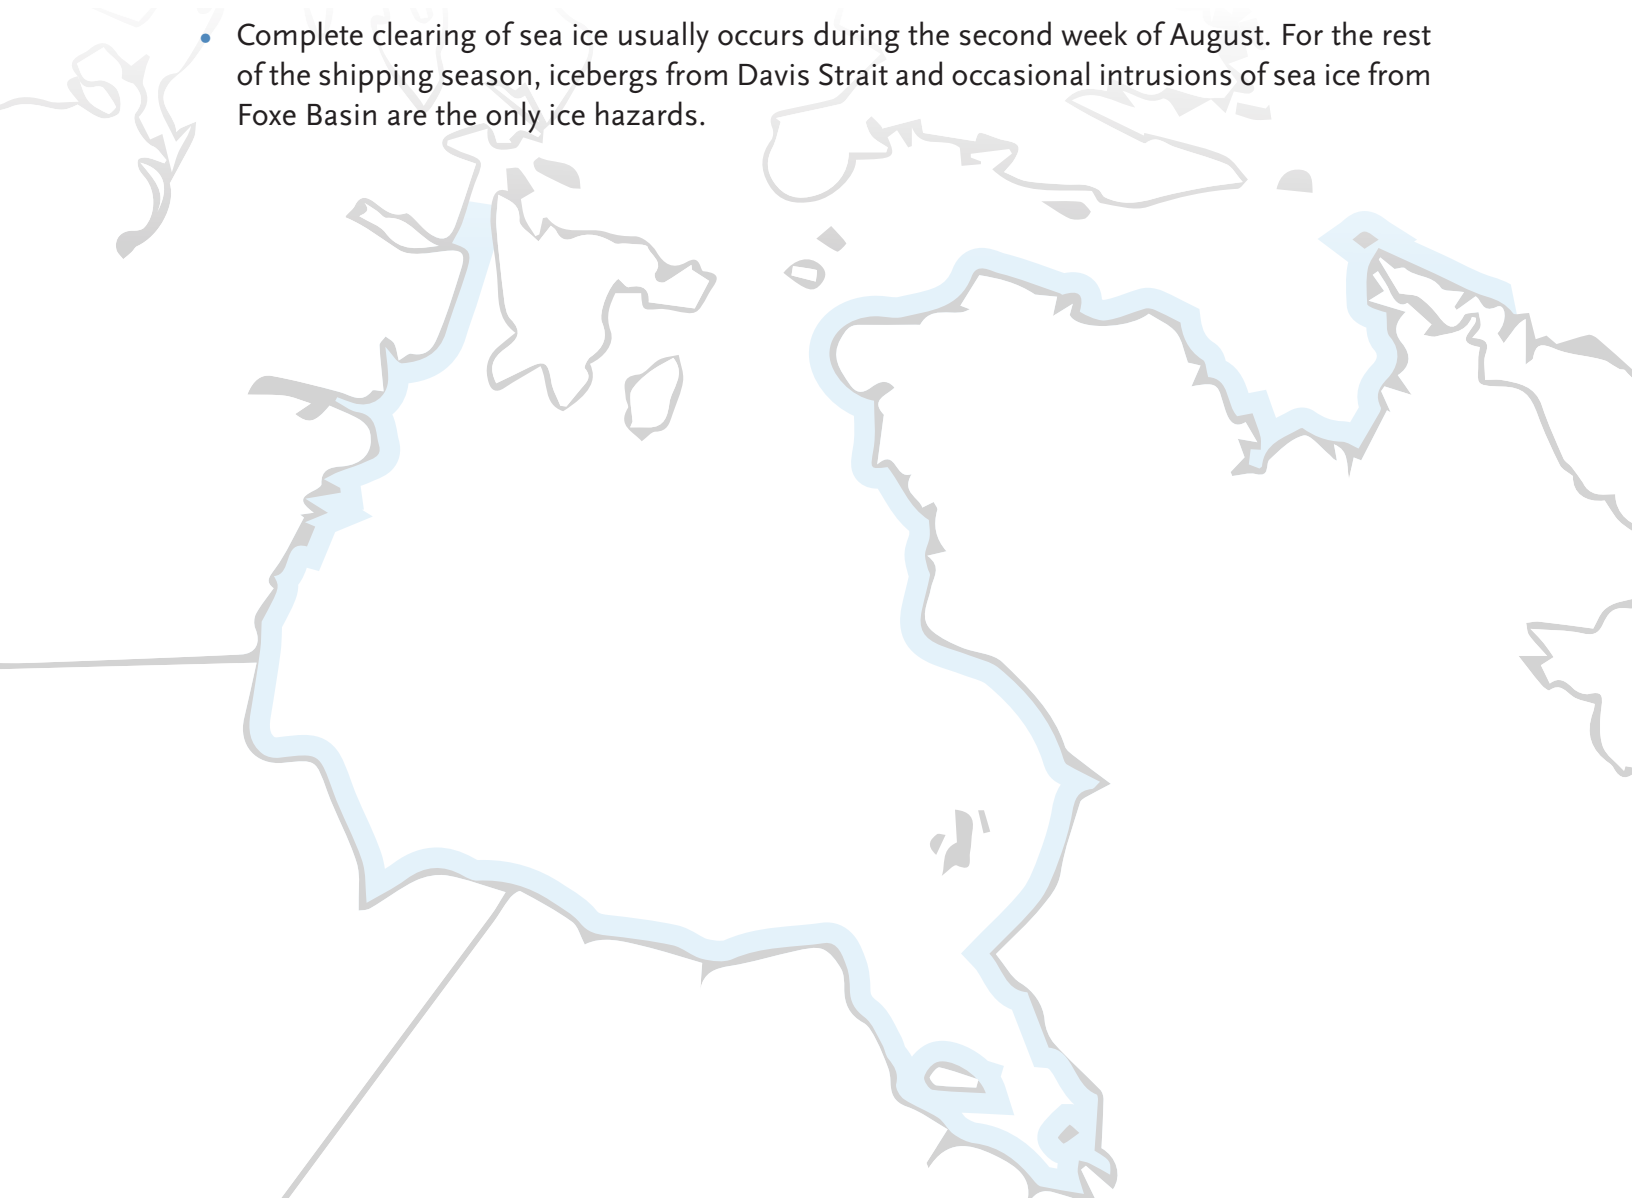 • Complete clearing of sea ice usually occurs during the second week of August. For the rest
of the shipping season, icebergs from Davis Strait and occasional intrusions of sea ice from
Foxe Basin are the only ice hazards.